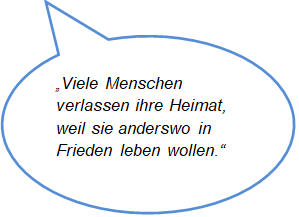 „Viele Menschen
verlassen ihre Heimat,
weil sie anderswo in
Frieden leben wollen.“